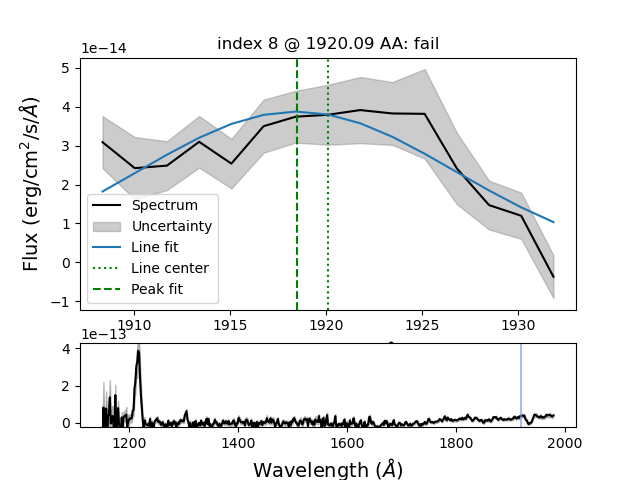 index 8 @ 1920.09 AA: fail
1e−14
Flux (erg/cm²/s/Å)
5
4
3
2
1
0
−1
Spectrum
Uncertainty
Line fit
Line center
Peak fit
1910 1915 1920 1925 1930
1e−13
4
2
0
1200 1400 1600 1800 2000
Wavelength (Å)